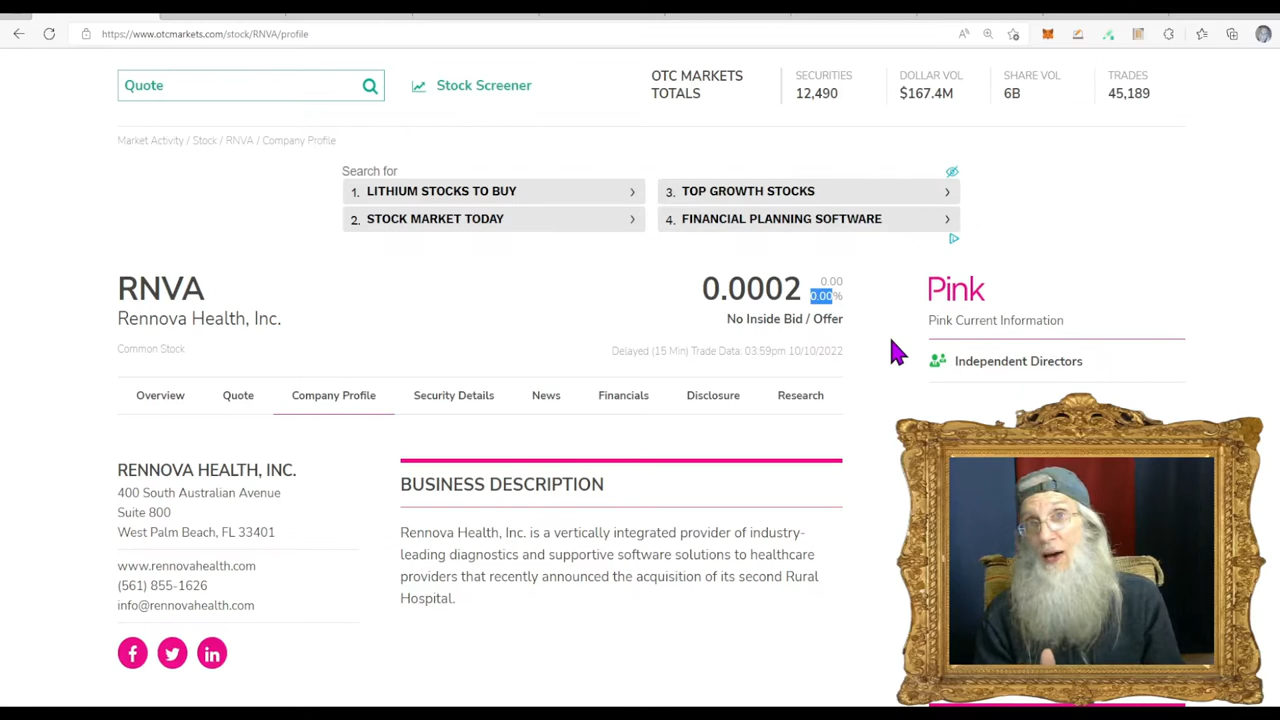 https://www.otcmarkets.com/stock/RNVA/profile
Quote
Stock Screener
OTC MARKETS
TOTALS
SECURITIES
12,490
DOLLAR VOL
$167.4M
SHARE VOL
6B
TRADES
45,189
Market Activity / Stock / RNVA / Company Profile
Search for
1. LITHIUM STOCKS TO BUY
3. TOP GROWTH STOCKS
2. STOCK MARKET TODAY
4. FINANCIAL PLANNING SOFTWARE
RNVA
0.0002
0.00
0.00%
Rennova Health, Inc.
No Inside Bid / Offer
Common Stock
Delayed (15 Min) Trade Data: 03:59pm 10/10/2022
Pink
Pink Current Information
Independent Directors
Overview
Quote
Company Profile
Security Details
News
Financials
Disclosure
Research
RENNOVA HEALTH, INC.
400 South Australian Avenue
Suite 800
West Palm Beach, FL 33401
www.rennovahealth.com
(561) 855-1626
info@rennovahealth.com
BUSINESS DESCRIPTION
Rennova Health, Inc. is a vertically integrated provider of industry-
leading diagnostics and supportive software solutions to healthcare
providers that recently announced the acquisition of its second Rural
Hospital.